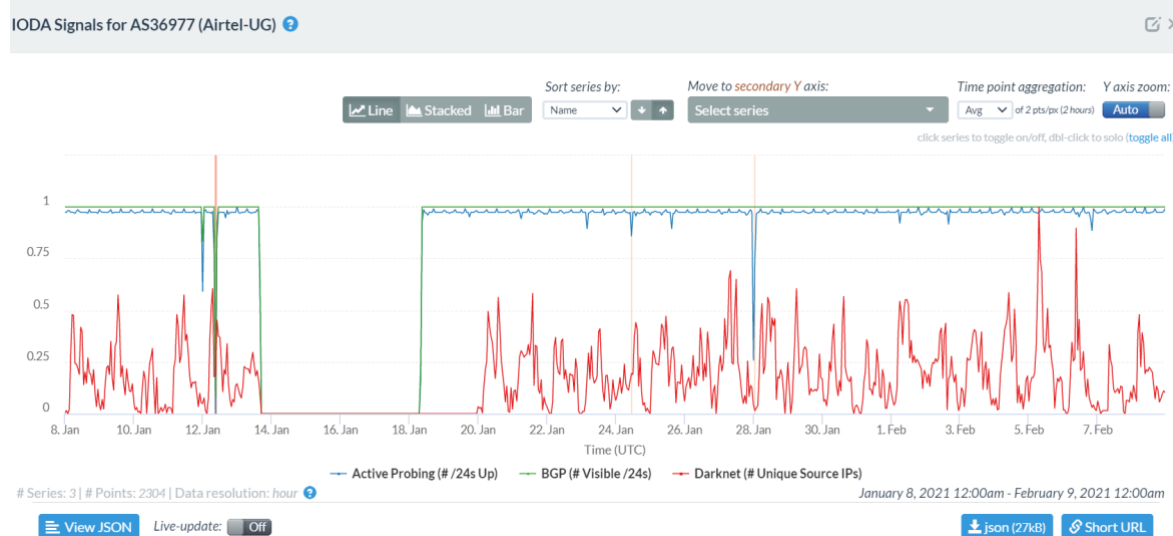 IODA Signals for AS36977 (Airtel-UG)
Sort series by: Move to secondary Y axis: Time point aggregation: Y axis zoom:
Line Stacked Bar Name Select series Avg of 2 pts/px (2 hours) Auto
click series to toggle on/off, dbl-click to solo (toggle all
1
0.75
0.5
0.25
0
8. Jan 10. Jan 12. Jan 14. Jan 16. Jan 18. Jan 20. Jan 22. Jan 24. Jan 26. Jan 28. Jan 30. Jan 1. Feb 3. Feb 5. Feb 7. Feb
Time (UTC)
Active Probing (# /24s Up) BGP (# Visible /24s) Darknet (# Unique Source IPs)
# Series: 3 | # Points: 2304 | Data resolution: hour January 8, 2021 12:00am - February 9, 2021 12:00am
View JSON Live-update: Off json (27kB) Short URL